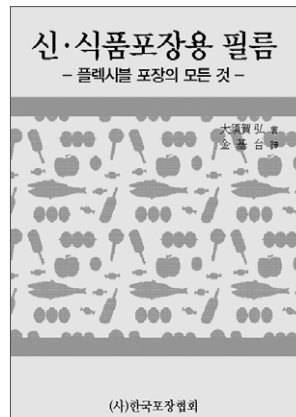 신·식품포장용 필름
– 플렉시블 포장의 모든 것 –
大須賀 弘 著
金 基 台 譯
(사)한국포장협회